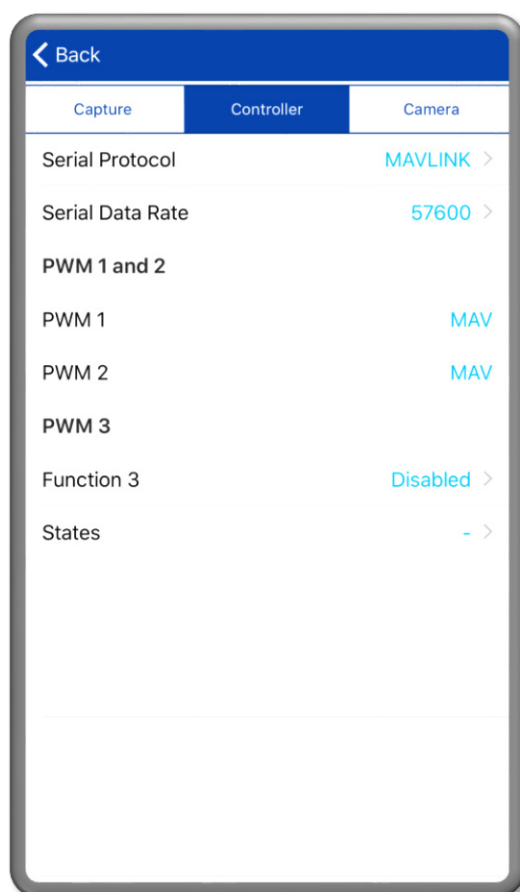 Back
Capture Controller Camera
Serial Protocol MAVLINK
Serial Data Rate 57600
PWM 1 and 2
PWM 1 MAV
PWM 2 MAV
PWM 3
Function 3 Disabled
States -